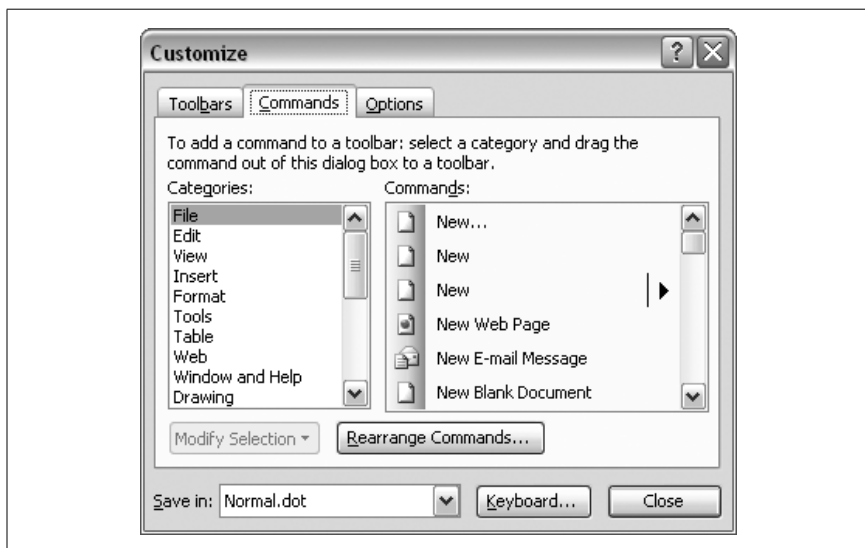 Customize
Toolbars Commands Options
To add a command to a toolbar: select a category and drag the
command out of this dialog box to a toolbar.
Categories:
File
Edit
View
Insert
Format
Tools
Table
Web
Window and Help
Drawing
Commands:
New...
New
New
New Web Page
New E-mail Message
New Blank Document
Modify Selection
Rearrange Commands...
Save in: Normal.dot
Keyboard...
Close